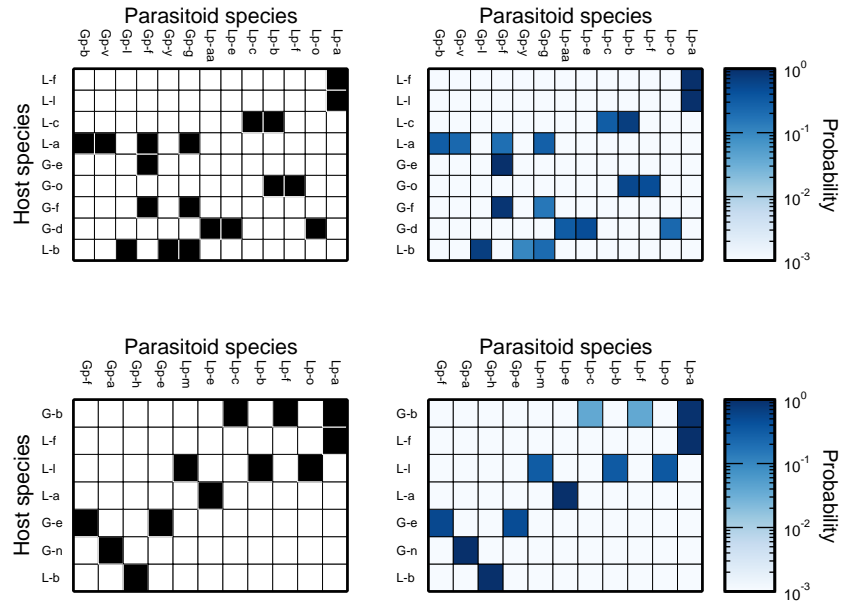 Parasitoid species
Gp-b Gp-v Gp-l Gp-f Gp-y Gp-g Lp-aa Lp-e Lp-c Lp-b Lp-f Lp-o Lp-a
Host species
L-f
L-l
L-c
L-a
G-e
G-o
G-f
G-d
L-b
Parasitoid species
Gp-b Gp-v Gp-l Gp-f Gp-y Gp-g Lp-aa Lp-e Lp-c Lp-b Lp-f Lp-o Lp-a
10^0
10^-1
10^-2
10^-3
Probability
Parasitoid species
Gp-f Gp-a Gp-h Gp-e Lp-m Lp-e Lp-c Lp-b Lp-f Lp-o Lp-a
Host species
G-b
L-f
L-l
L-a
G-e
G-n
L-b
Parasitoid species
Gp-f Gp-a Gp-h Gp-e Lp-m Lp-e Lp-c Lp-b Lp-f Lp-o Lp-a
10^0
10^-1
10^-2
10^-3
Probability